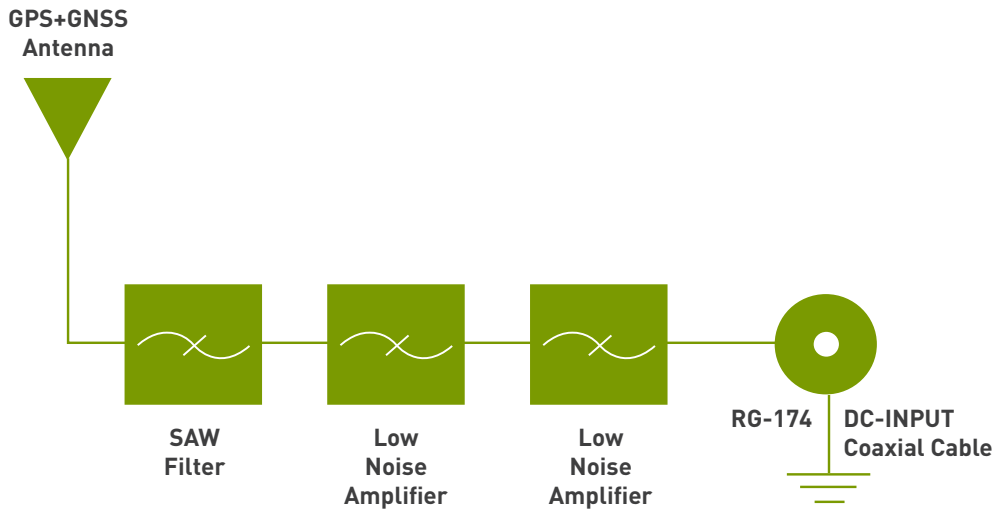 GPS+GNSS
Antenna
SAW
Filter
Low
Noise
Amplifier
Low
Noise
Amplifier
RG-174
DC-INPUT
Coaxial Cable